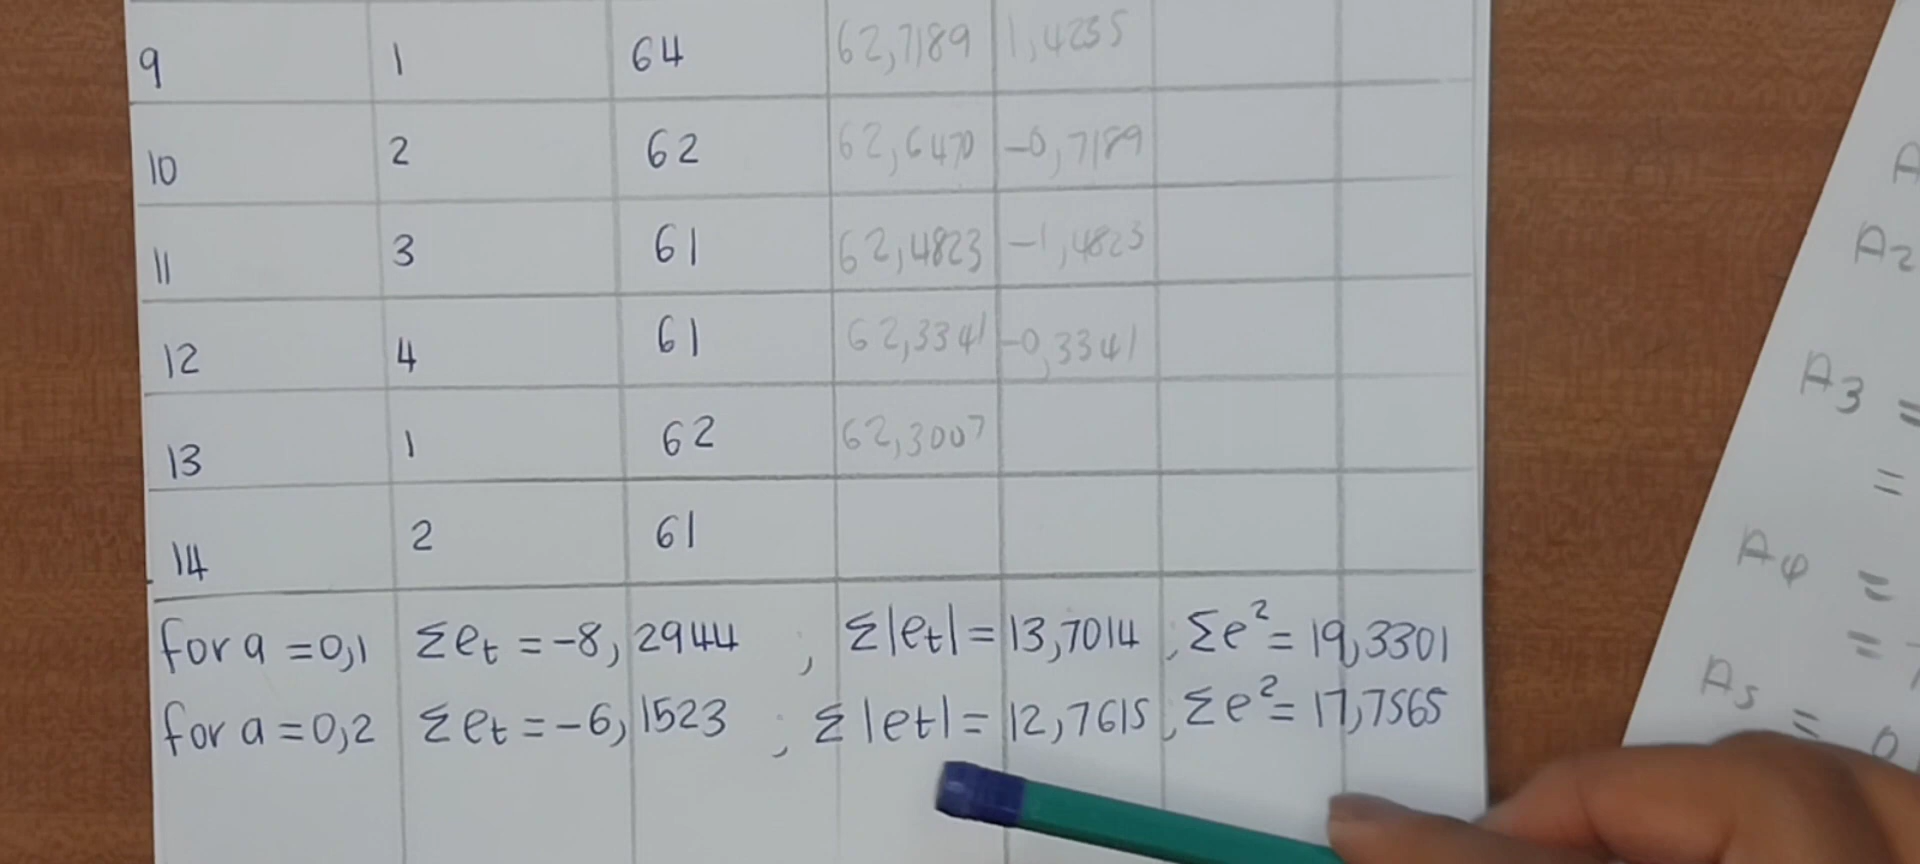 9 1 64 62,7189 1,4235
10 2 62 62,6470 -0,7189
11 3 61 62,4823 -1,4823
12 4 61 62,3341 -0,3341
13 1 62 62,3007
14 2 61
for a = 0,1 Σet = -8,2944 ; Σ|et| = 13,7014 ; Σe² = 19,3301
for a = 0,2 Σet = -6,1523 ; Σ|et| = 12,7615 ; Σe² = 17,7565
A
A2
A3 =
=
A4 =
=
A5 =